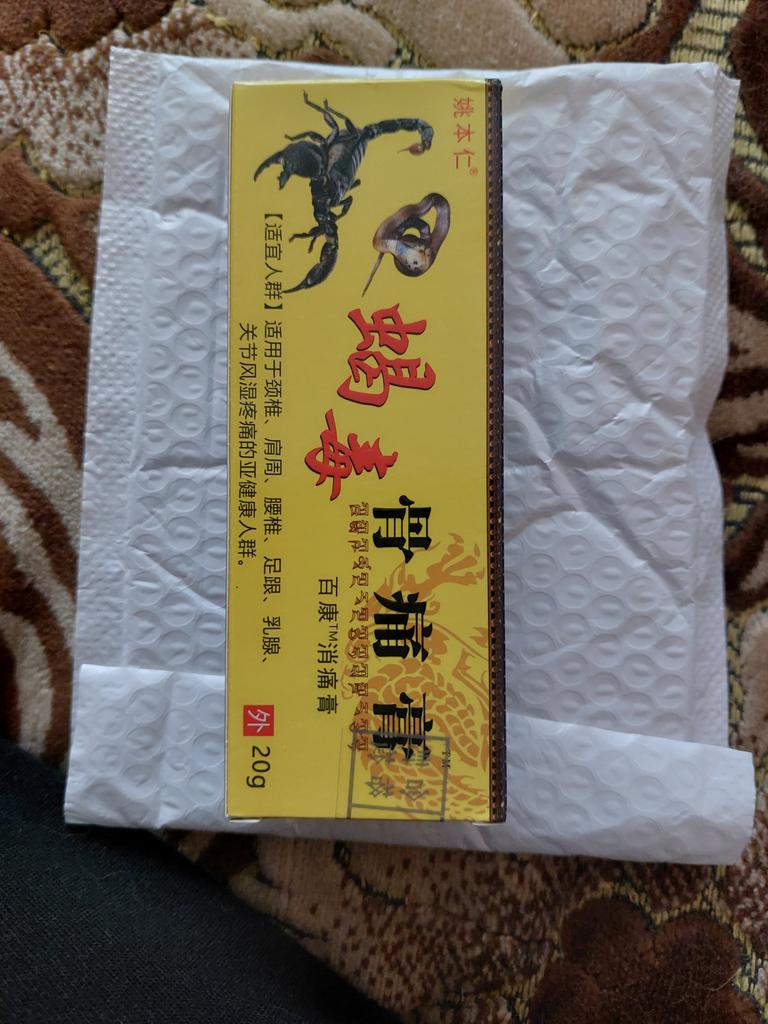 姚本仁®
蝎毒
骨痛膏™
百康™消痛膏
【适宜人群】适用于颈椎、肩周、腰椎、足跟、乳腺、
关节风湿疼痛的亚健康人群。
外 20g